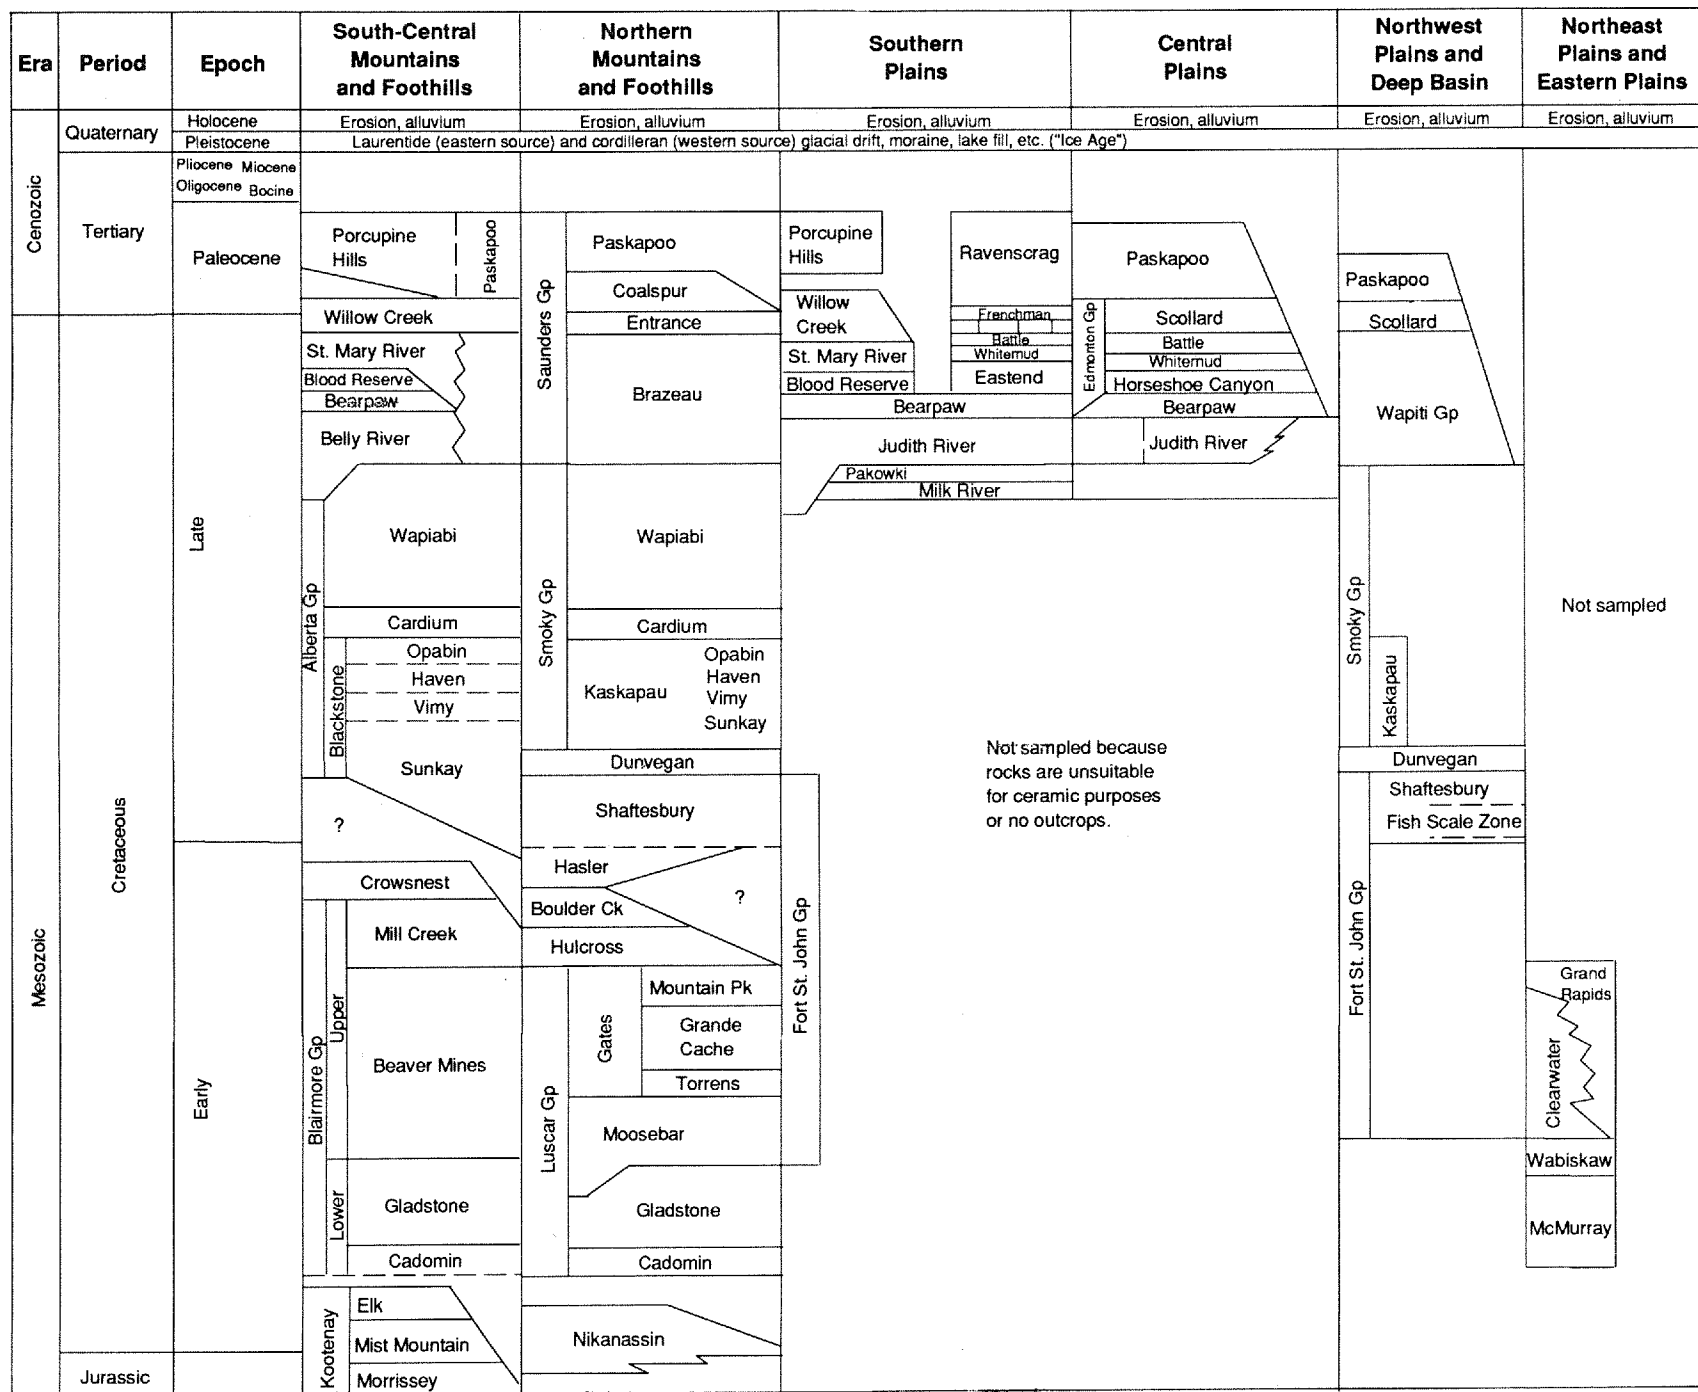 Era
Period
Epoch
South-Central
Mountains
and Foothills
Northern
Mountains
and Foothills
Southern
Plains
Central
Plains
Northwest
Plains and
Deep Basin
Northeast
Plains and
Eastern Plains
Cenozoic
Mesozoic
Quaternary
Tertiary
Cretaceous
Jurassic
Holocene
Pleistocene
Pliocene Miocene
Oligocene Bocine
Paleocene
Late
Early
Erosion, alluvium
Erosion, alluvium
Erosion, alluvium
Erosion, alluvium
Erosion, alluvium
Erosion, alluvium
Laurentide (eastern source) and cordilleran (western source) glacial drift, moraine, lake fill, etc. ("Ice Age")
Porcupine
Hills
Paskapoo
Willow Creek
St. Mary River
Blood Reserve
Bearpaw
Belly River
Alberta Gp
Wapiabi
Cardium
Blackstone
Opabin
Haven
Vimy
Sunkay
?
Crowsnest
Blairmore Gp
Upper
Mill Creek
Beaver Mines
Lower
Gladstone
Cadomin
Kootenay
Elk
Mist Mountain
Morrissey
Saunders Gp
Paskapoo
Coalspur
Entrance
Brazeau
Smoky Gp
Wapiabi
Cardium
Kaskapau
Opabin
Haven
Vimy
Sunkay
Dunvegan
Shaftesbury
Hasler
Boulder Ck
?
Hulcross
Luscar Gp
Gates
Mountain Pk
Grande
Cache
Torrens
Moosebar
Gladstone
Cadomin
Nikanassin
Fort St. John Gp
Porcupine
Hills
Willow
Creek
St. Mary River
Blood Reserve
Ravenscrag
Frenchman
Battle
Whitemud
Eastend
Bearpaw
Judith River
Pakowki
Milk River
Not sampled because
rocks are unsuitable
for ceramic purposes
or no outcrops.
Paskapoo
Edmonton Gp
Scollard
Battle
Whitemud
Horseshoe Canyon
Bearpaw
Judith River
Paskapoo
Scollard
Wapiti Gp
Smoky Gp
Kaskapau
Dunvegan
Shaftesbury
Fish Scale Zone
Fort St. John Gp
Not sampled
Grand
Rapids
Clearwater
Wabiskaw
McMurray